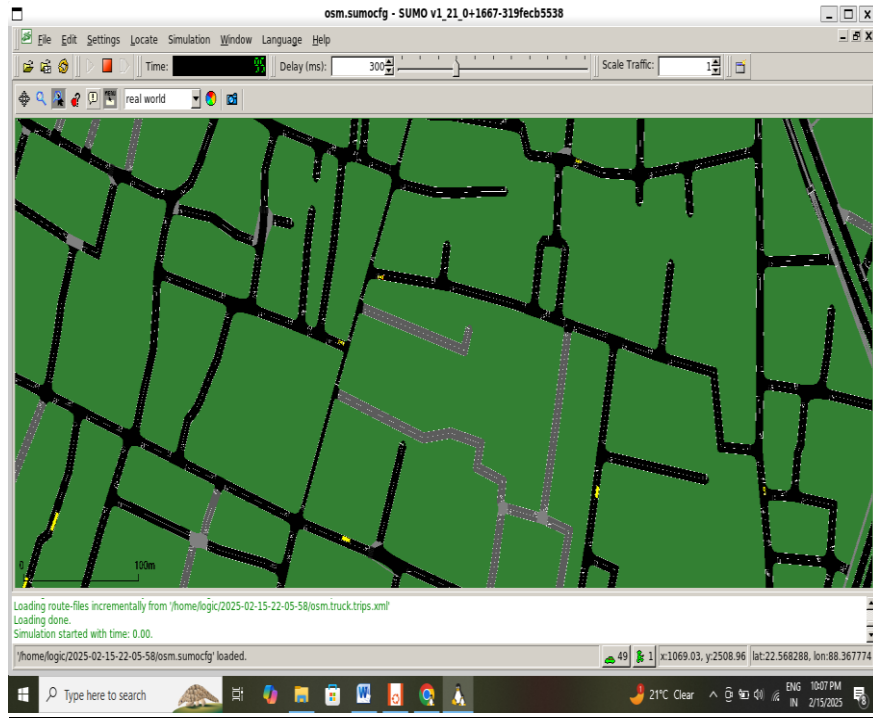 osm.sumocfg - SUMO v1_21_0+1667-319fecb5538
File Edit Settings Locate Simulation Window Language Help
Time: Delay (ms): 300 Scale Traffic: 1
real world
0 100m
Loading route-files incrementally from '/home/logic/2025-02-15-22-05-58/osm.truck.trips.xml'
Loading done.
Simulation started with time: 0.00.
'/home/logic/2025-02-15-22-05-58/osm.sumocfg' loaded. 49 1 x:1069.03, y:2508.96 lat:22.568288, lon:88.367774
Type here to search 21°C Clear ENG 10:07 PM
IN 2/15/2025 8